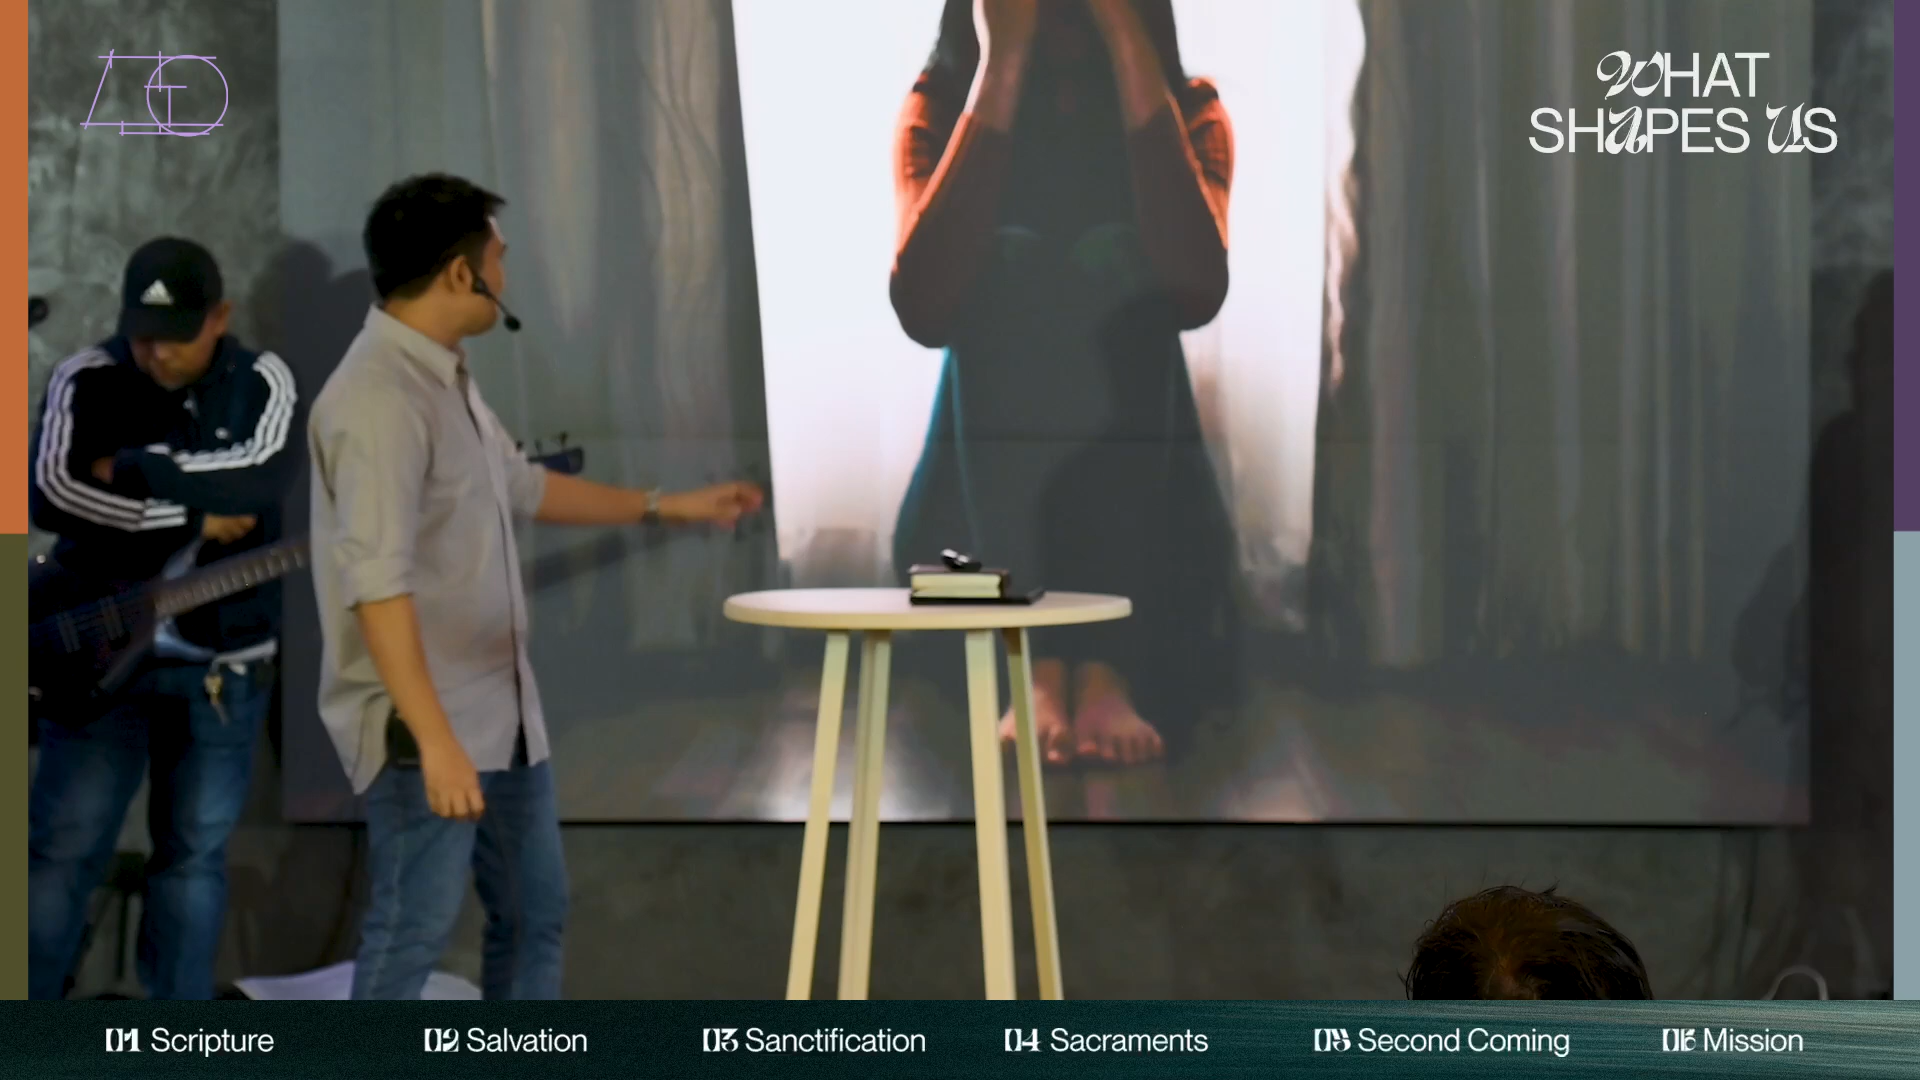 WHAT
SHAPES US
01 Scripture
02 Salvation
03 Sanctification
04 Sacraments
05 Second Coming
06 Mission